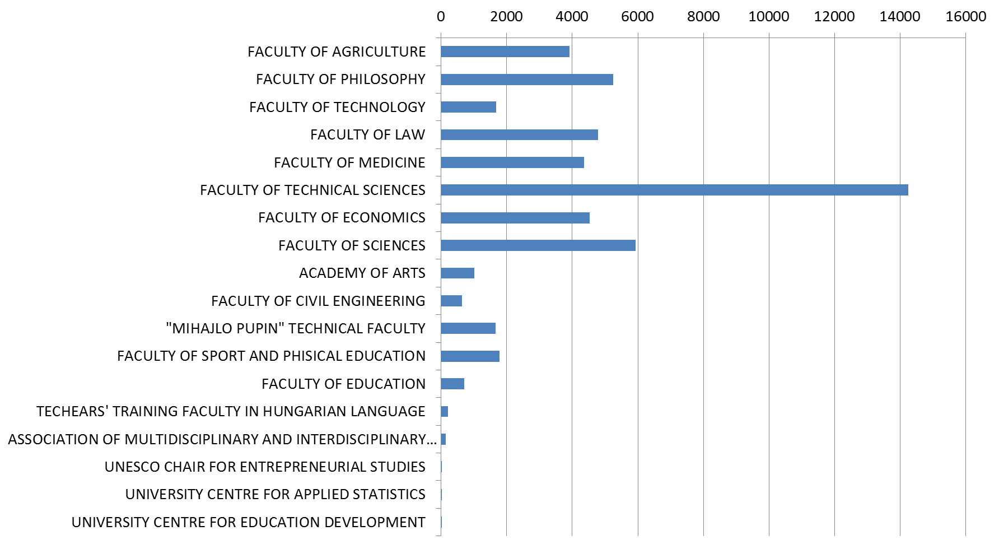 0 2000 4000 6000 8000 10000 12000 14000 16000
FACULTY OF AGRICULTURE
FACULTY OF PHILOSOPHY
FACULTY OF TECHNOLOGY
FACULTY OF LAW
FACULTY OF MEDICINE
FACULTY OF TECHNICAL SCIENCES
FACULTY OF ECONOMICS
FACULTY OF SCIENCES
ACADEMY OF ARTS
FACULTY OF CIVIL ENGINEERING
"MIHAJLO PUPIN" TECHNICAL FACULTY
FACULTY OF SPORT AND PHISICAL EDUCATION
FACULTY OF EDUCATION
TECHEARS' TRAINING FACULTY IN HUNGARIAN LANGUAGE
ASSOCIATION OF MULTIDISCIPLINARY AND INTERDISCIPLINARY…
UNESCO CHAIR FOR ENTREPRENEURIAL STUDIES
UNIVERSITY CENTRE FOR APPLIED STATISTICS
UNIVERSITY CENTRE FOR EDUCATION DEVELOPMENT